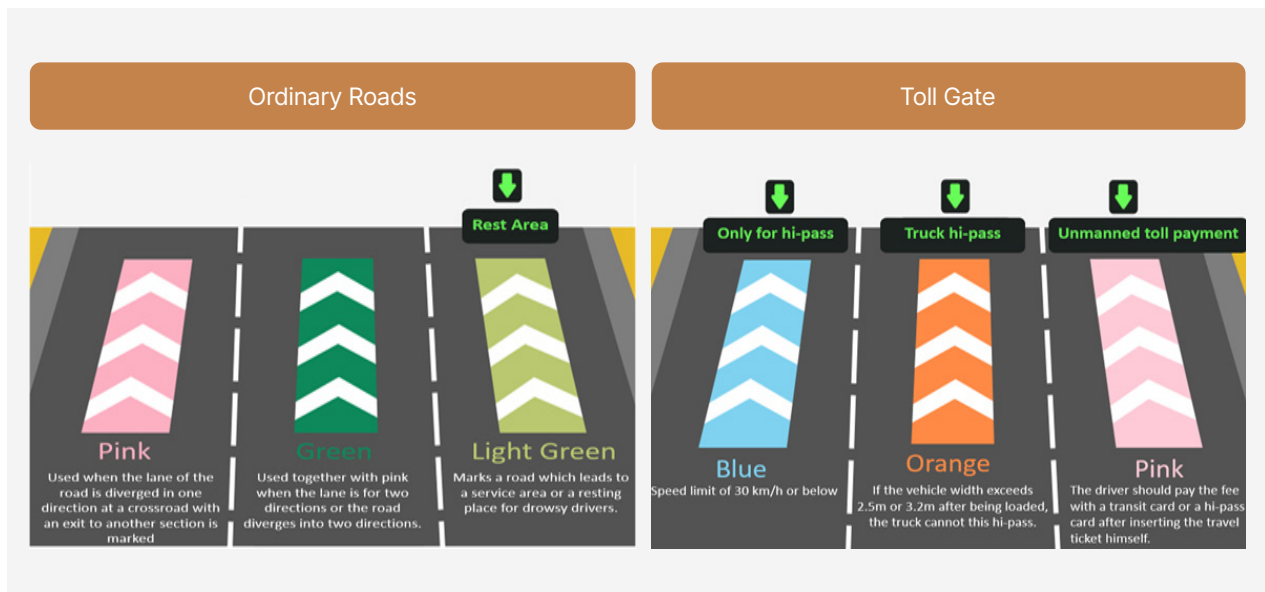 Ordinary Roads
Toll Gate
Rest Area
Pink
Used when the lane of the
road is diverged in one
direction at a crossroad with
an exit to another section is
marked
Green
Used together with pink
when the lane is for two
directions or the road
diverges into two directions.
Light Green
Marks a road which leads to
a service area or a resting
place for drowsy drivers.
Only for hi-pass
Truck hi-pass
Unmanned toll payment
Blue
Speed limit of 30 km/h or below
Orange
If the vehicle width exceeds
2.5m or 3.2m after being loaded,
the truck cannot this hi-pass.
Pink
The driver should pay the fee
with a transit card or a hi-pass
card after inserting the travel
ticket himself.